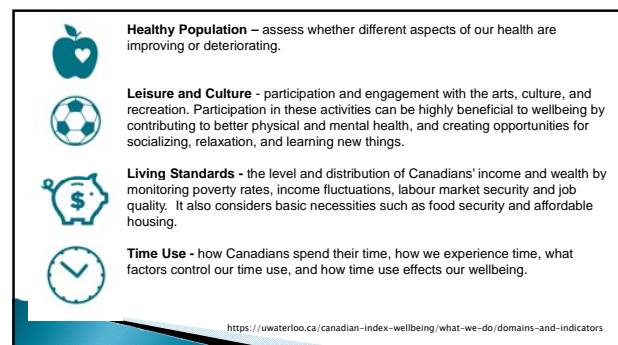 Healthy Population – assess whether different aspects of our health are
improving or deteriorating.
Leisure and Culture - participation and engagement with the arts, culture, and
recreation. Participation in these activities can be highly beneficial to wellbeing by
contributing to better physical and mental health, and creating opportunities for
socializing, relaxation, and learning new things.
Living Standards - the level and distribution of Canadians' income and wealth by
monitoring poverty rates, income fluctuations, labour market security and job
quality. It also considers basic necessities such as food security and affordable
housing.
$
Time Use - how Canadians spend their time, how we experience time, what
factors control our time use, and how time use effects our wellbeing.
https://uwaterloo.ca/canadian-index-wellbeing/what-we-do/domains-and-indicators